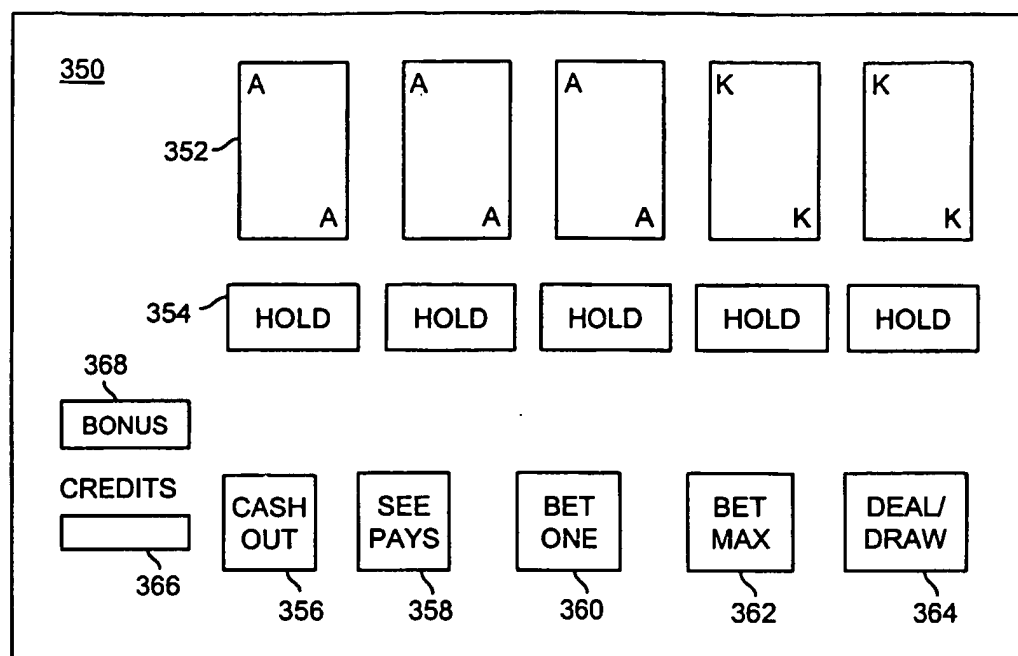 350
A A A K K
352
A A A K K
354
HOLD HOLD HOLD HOLD HOLD
368
BONUS
CREDITS
366
CASH OUT
356
SEE PAYS
358
BET ONE
360
BET MAX
362
DEAL/ DRAW
364